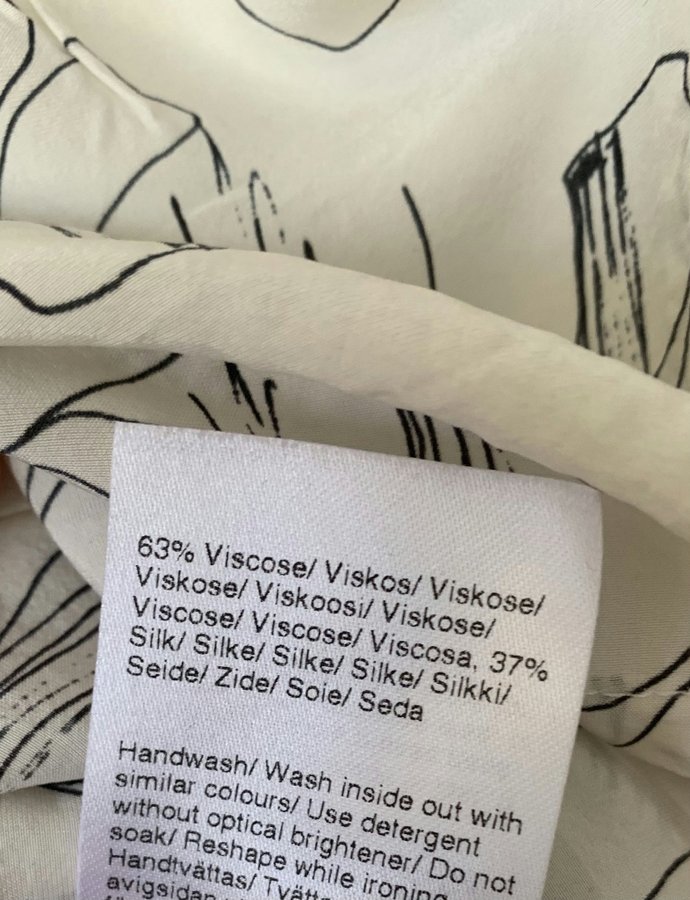 63% Viscose/ Viskos/ Viskose/
Viskose/ Viskoosi/ Viskose/
Viscose/ Viscose/ Viscosa, 37%
Silk/ Silke/ Silke/ Silke/ Silkki/
Seide/ Zide/ Soie/ Seda
Handwash/ Wash inside out with
similar colours/ Use detergent
without optical brightener/ Do not
soak/ Reshape while ironing
Handtvättas/
avigsidan